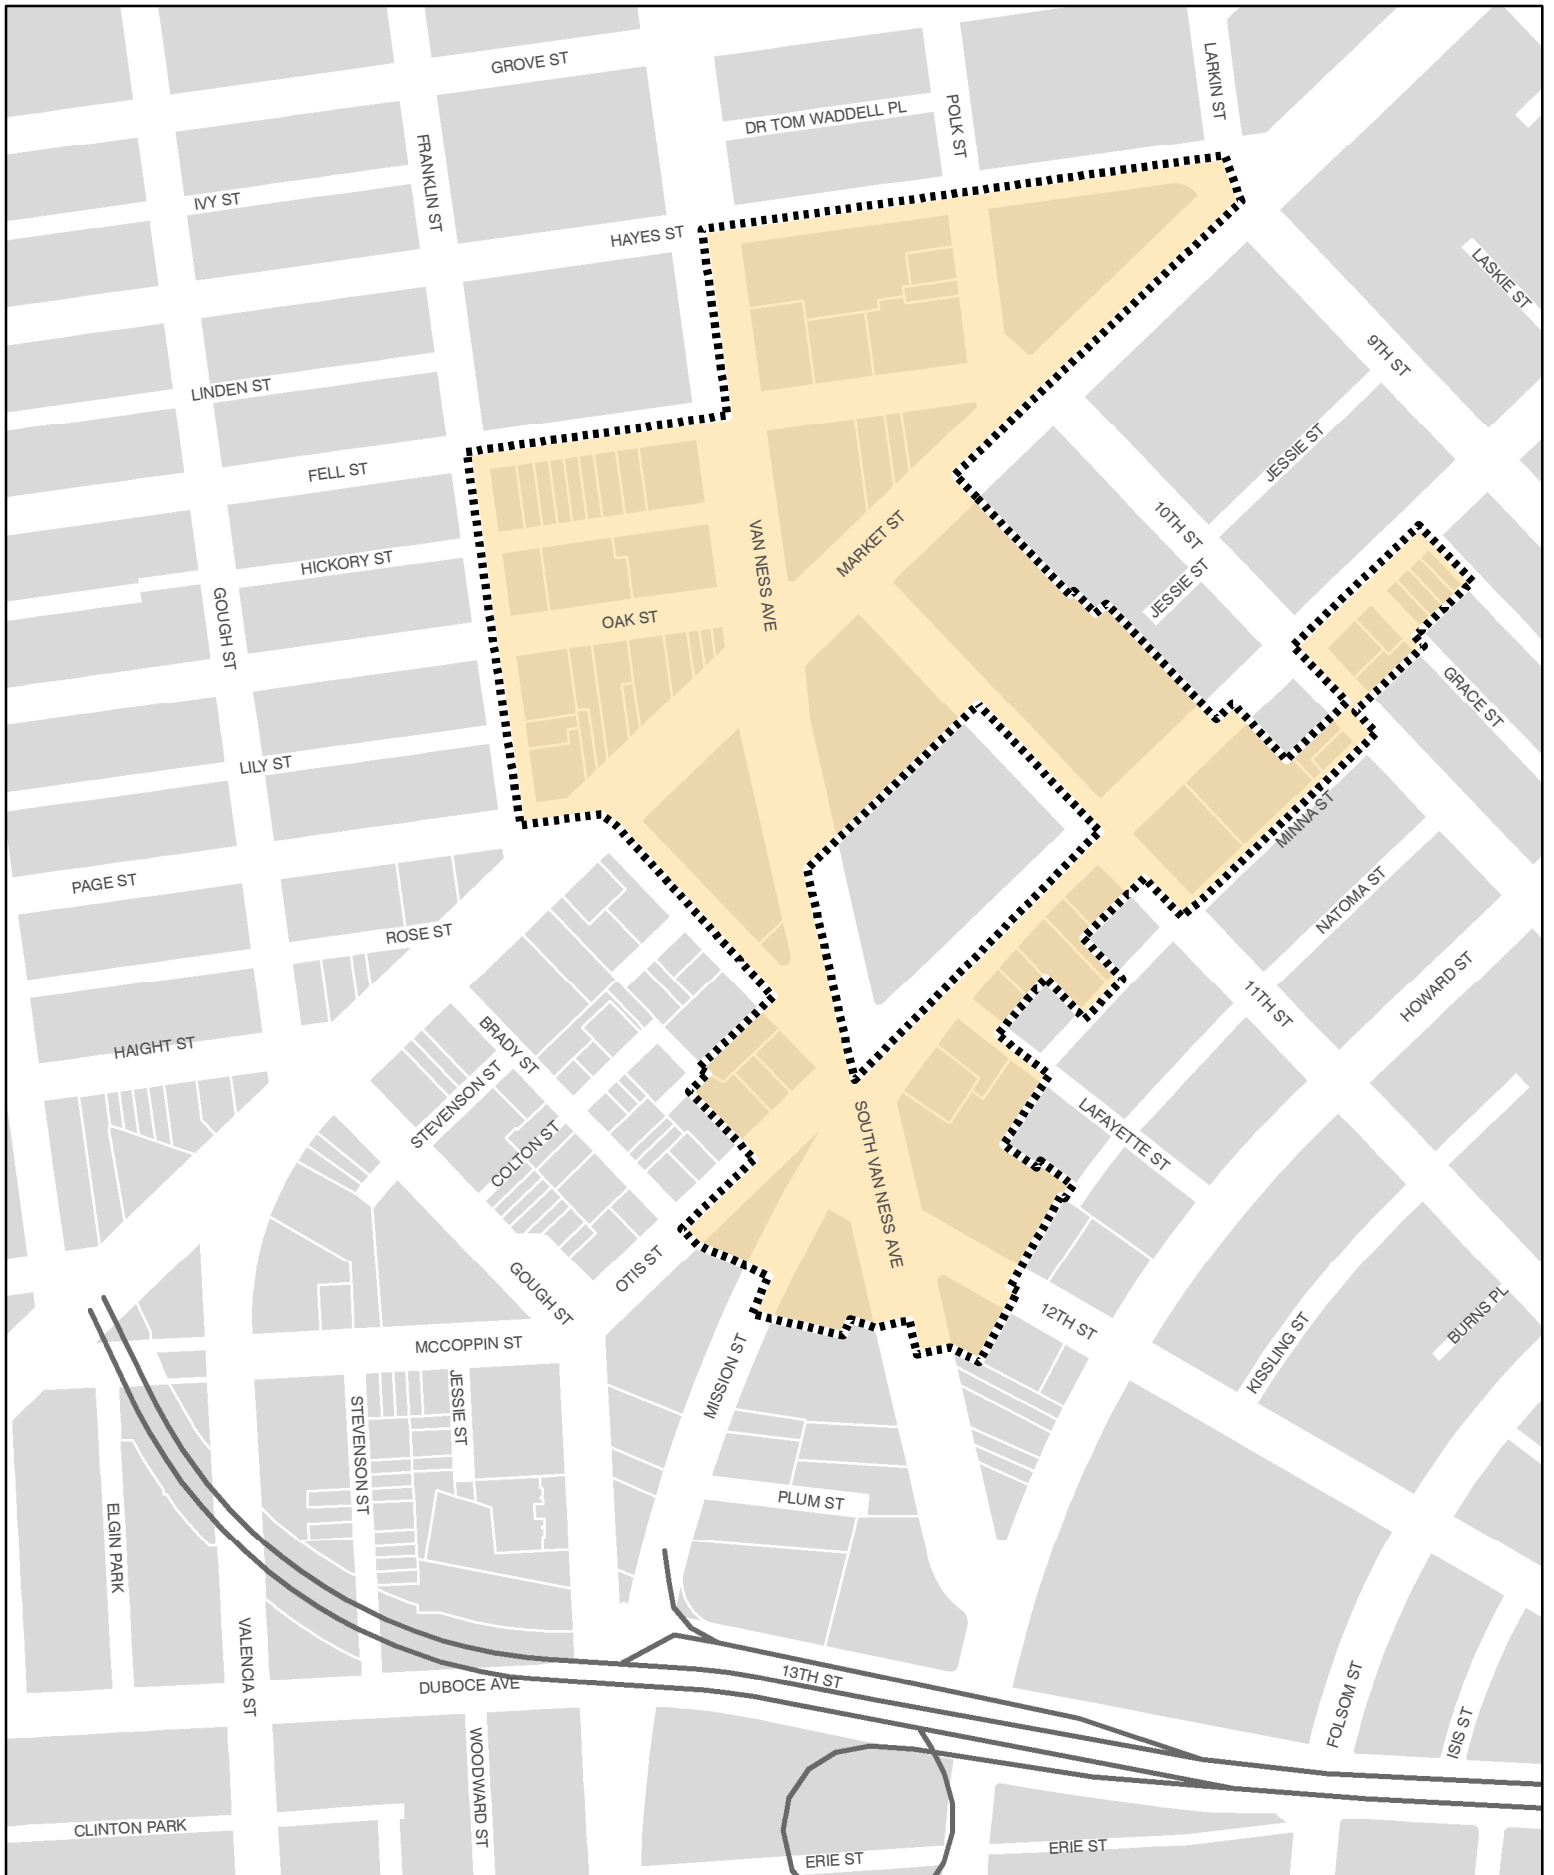 GROVE ST
LARKIN ST
DR TOM WADDELL PL
POLK ST
FRANKLIN ST
IVY ST
HAYES ST
LASKIE ST
9TH ST
LINDEN ST
JESSIE ST
FELL ST
10TH ST
MARKET ST
VAN NESS AVE
HICKORY ST
JESSIE ST
GOUGH ST
OAK ST
GRACE ST
LILY ST
MINNA ST
PAGE ST
NATOMA ST
ROSE ST
HOWARD ST
11TH ST
HAIGHT ST
BRADY ST
STEVENSON ST
LAFAYETTE ST
COLTON ST
SOUTH VAN NESS AVE
OTIS ST
GOUGH ST
12TH ST
BURNS PL
KISSLING ST
MCCOPPIN ST
MISSION ST
JESSIE ST
STEVENSON ST
PLUM ST
ELGIN PARK
VALENCIA ST
13TH ST
DUBOCE AVE
FOLSOM ST
ISIS ST
WOODWARD ST
CLINTON PARK
ERIE ST
ERIE ST